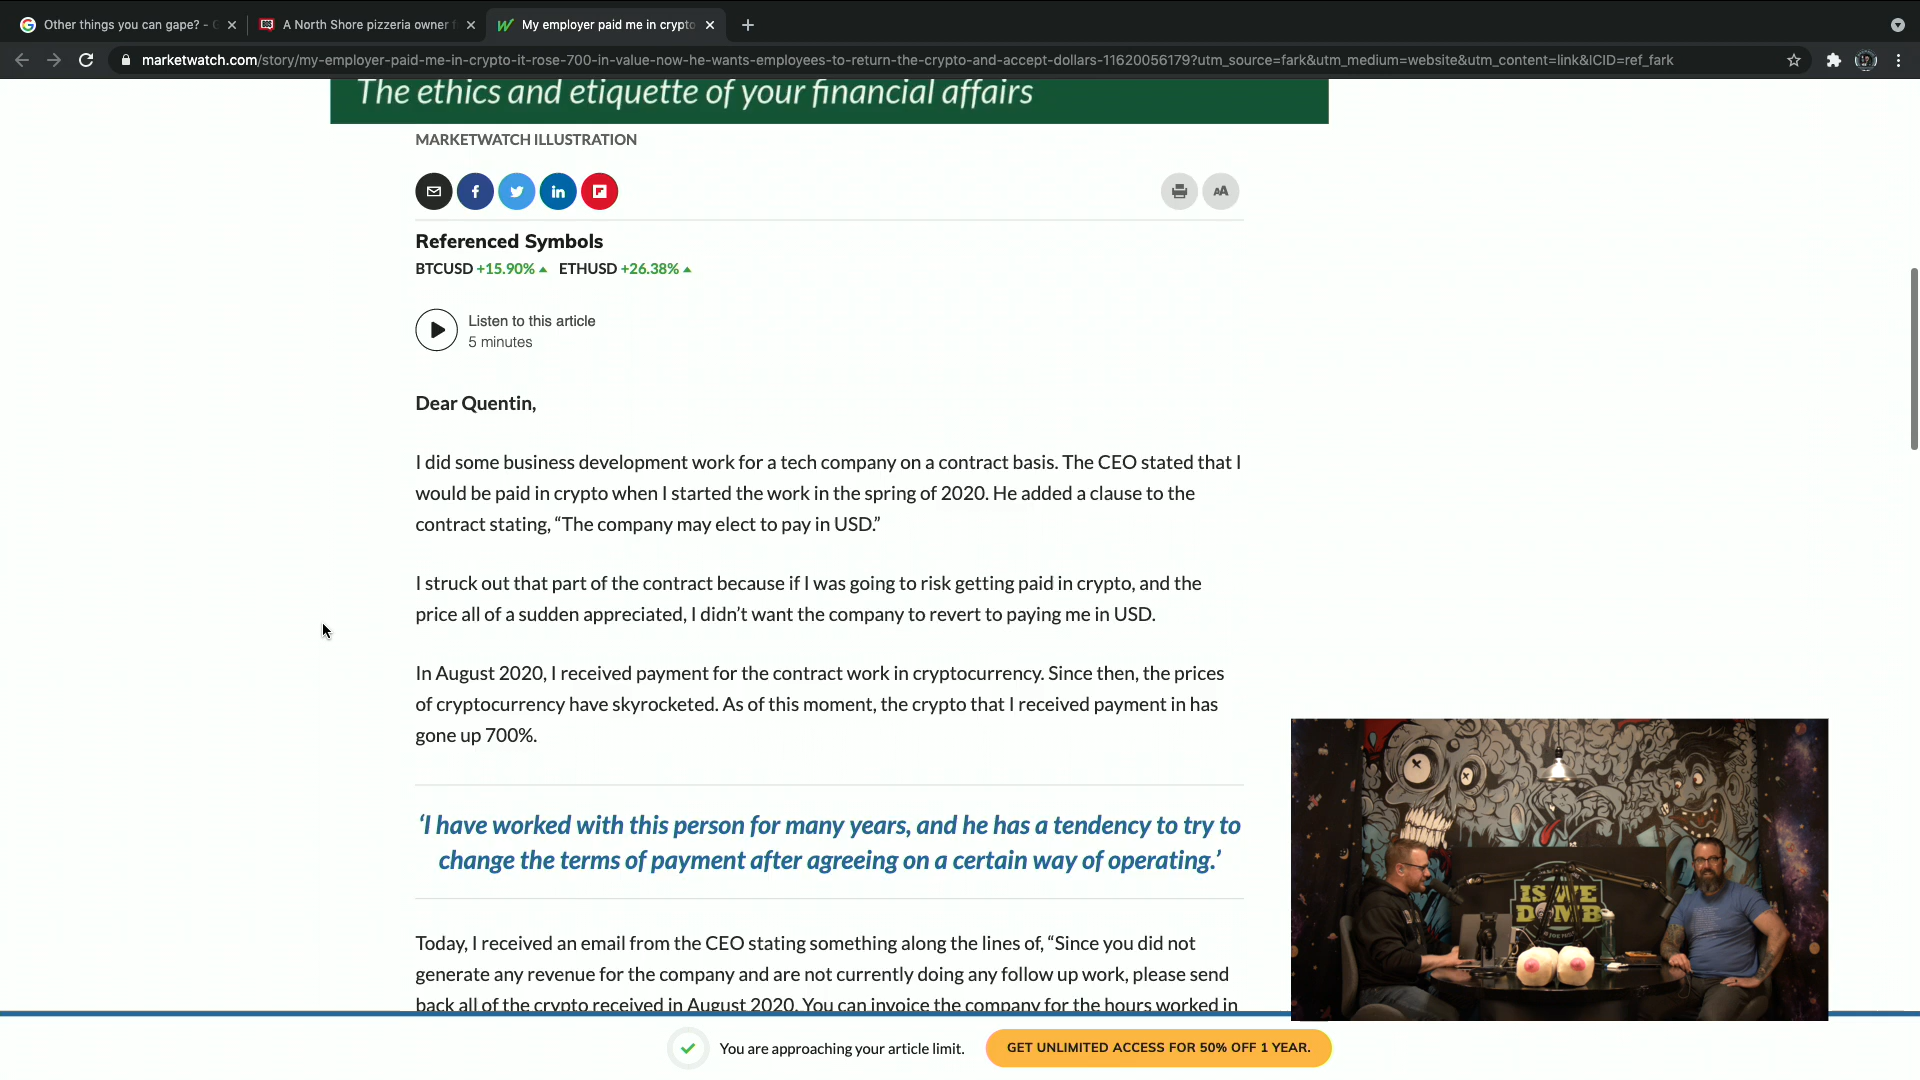 Other things you can gape? - G
A North Shore pizzeria owner f
My employer paid me in crypto
marketwatch.com/story/my-employer-paid-me-in-crypto-it-rose-700-in-value-now-he-wants-employees-to-return-the-crypto-and-accept-dollars-11620056179?utm_source=fark&utm_medium=website&utm_content=link&ICID=ref_fark
The ethics and etiquette of your financial affairs
MARKETWATCH ILLUSTRATION
Referenced Symbols
BTCUSD +15.90% ETHUSD +26.38%
Listen to this article
5 minutes
Dear Quentin,
I did some business development work for a tech company on a contract basis. The CEO stated that I
would be paid in crypto when I started the work in the spring of 2020. He added a clause to the
contract stating, “The company may elect to pay in USD.”
I struck out that part of the contract because if I was going to risk getting paid in crypto, and the
price all of a sudden appreciated, I didn’t want the company to revert to paying me in USD.
In August 2020, I received payment for the contract work in cryptocurrency. Since then, the prices
of cryptocurrency have skyrocketed. As of this moment, the crypto that I received payment in has
gone up 700%.
‘I have worked with this person for many years, and he has a tendency to try to
change the terms of payment after agreeing on a certain way of operating.’
Today, I received an email from the CEO stating something along the lines of, “Since you did not
generate any revenue for the company and are not currently doing any follow up work, please send
back all of the crypto received in August 2020. You can invoice the company for the hours worked in
You are approaching your article limit.
GET UNLIMITED ACCESS FOR 50% OFF 1 YEAR.